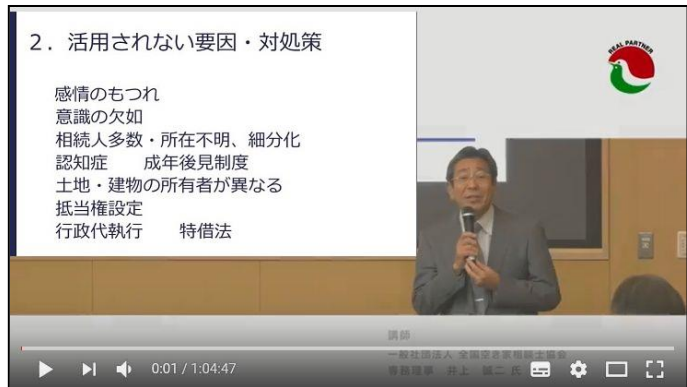 ２．活用されない要因・対処策
感情のもつれ
意識の欠如
相続人多数・所在不明、細分化
認知症　　成年後見制度
土地・建物の所有者が異なる
抵当権設定
行政代執行　　特借法
REAL PARTNER
講師
一般社団法人 全国空き家相談士協会
専務理事　井上　誠二 氏
0:01 / 1:04:47